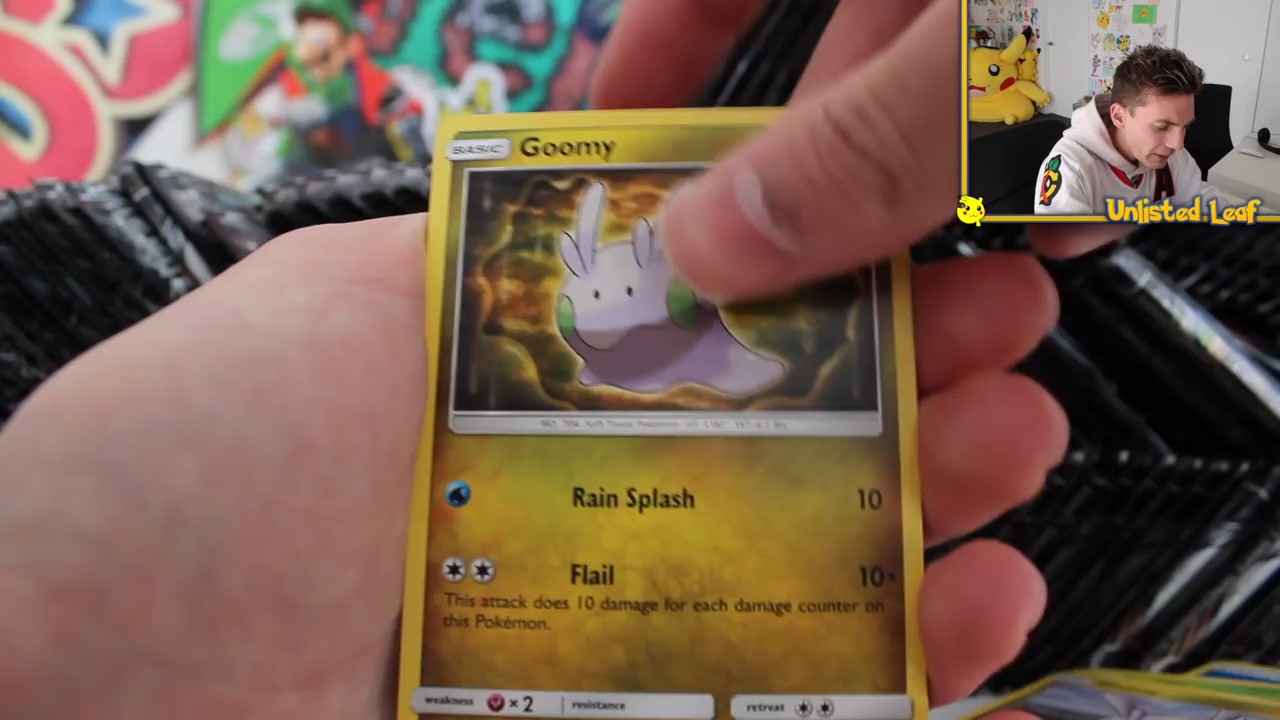 BASIC Goomy
Unlisted Leaf
Rain Splash 10
Flail 10×
This attack does 10 damage for each damage counter on
this Pokémon.
weakness × 2 resistance retreat